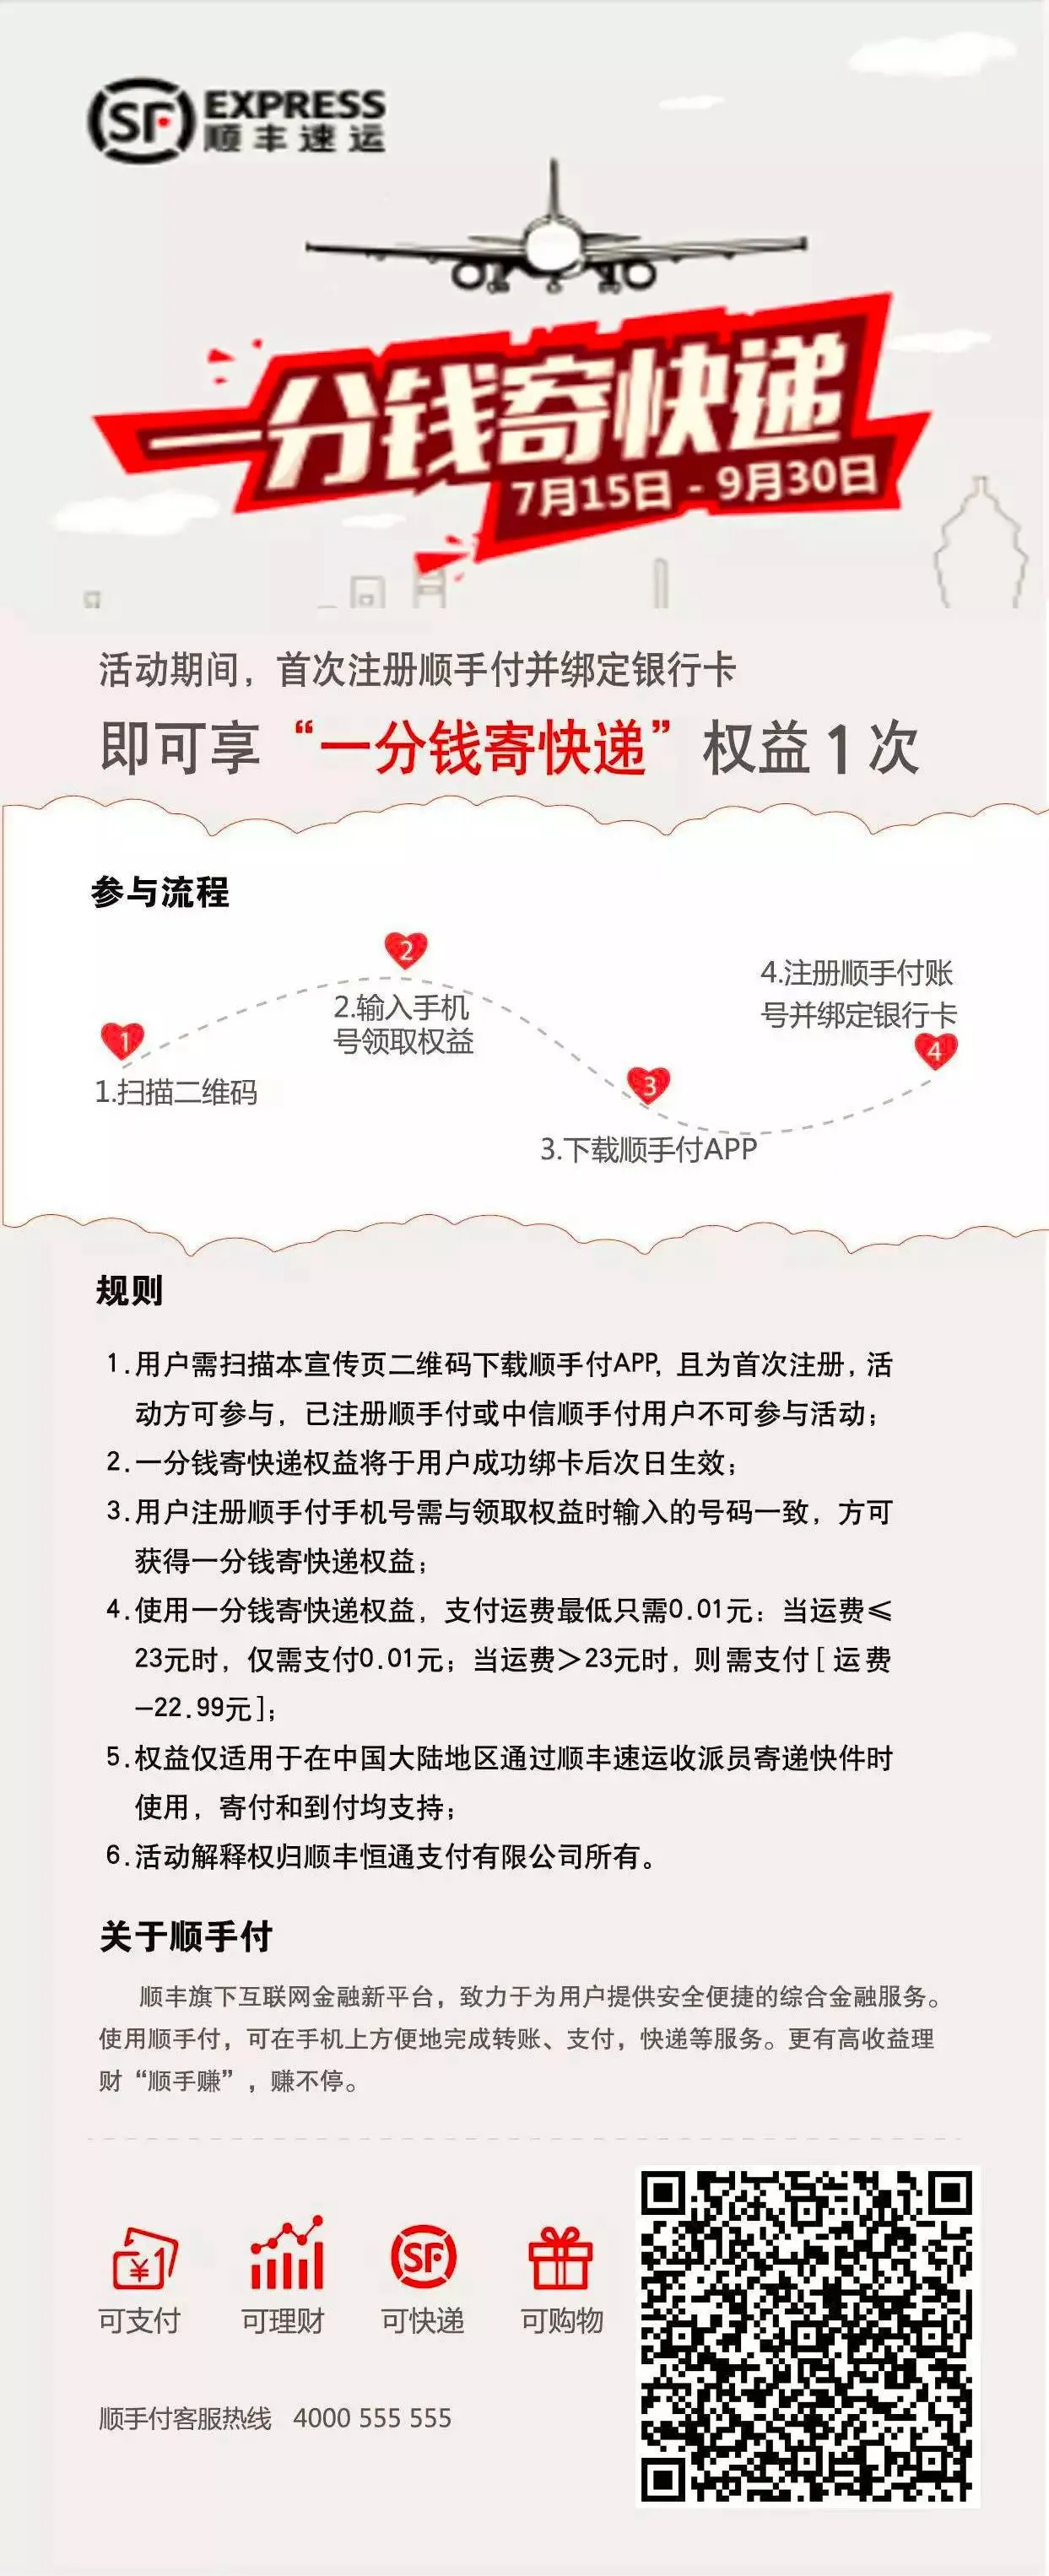 SF EXPRESS
顺丰速运
一分钱寄快递
7月15日 - 9月30日
活动期间，首次注册顺手付并绑定银行卡
即可享“一分钱寄快递”权益1次
参与流程
1
1.扫描二维码
2
2.输入手机
号领取权益
3
3.下载顺手付APP
4.注册顺手付账
号并绑定银行卡
4
规则
1.用户需扫描本宣传页二维码下载顺手付APP, 且为首次注册, 活
动方可参与，已注册顺手付或中信顺手付用户不可参与活动；
2.一分钱寄快递权益将于用户成功绑卡后次日生效；
3.用户注册顺手付手机号需与领取权益时输入的号码一致，方可
获得一分钱寄快递权益；
4.使用一分钱寄快递权益，支付运费最低只需0.01元：当运费≤
23元时，仅需支付0.01元；当运费＞23元时，则需支付[ 运费
-22.99元]；
5.权益仅适用于在中国大陆地区通过顺丰速运收派员寄递快件时
使用，寄付和到付均支持；
6.活动解释权归顺丰恒通支付有限公司所有。
关于顺手付
顺丰旗下互联网金融新平台，致力于为用户提供安全便捷的综合金融服务。
使用顺手付，可在手机上方便地完成转账、支付，快递等服务。更有高收益理
财“顺手赚”，赚不停。
¥1
SF
可支付 可理财 可快递 可购物
顺手付客服热线 4000 555 555